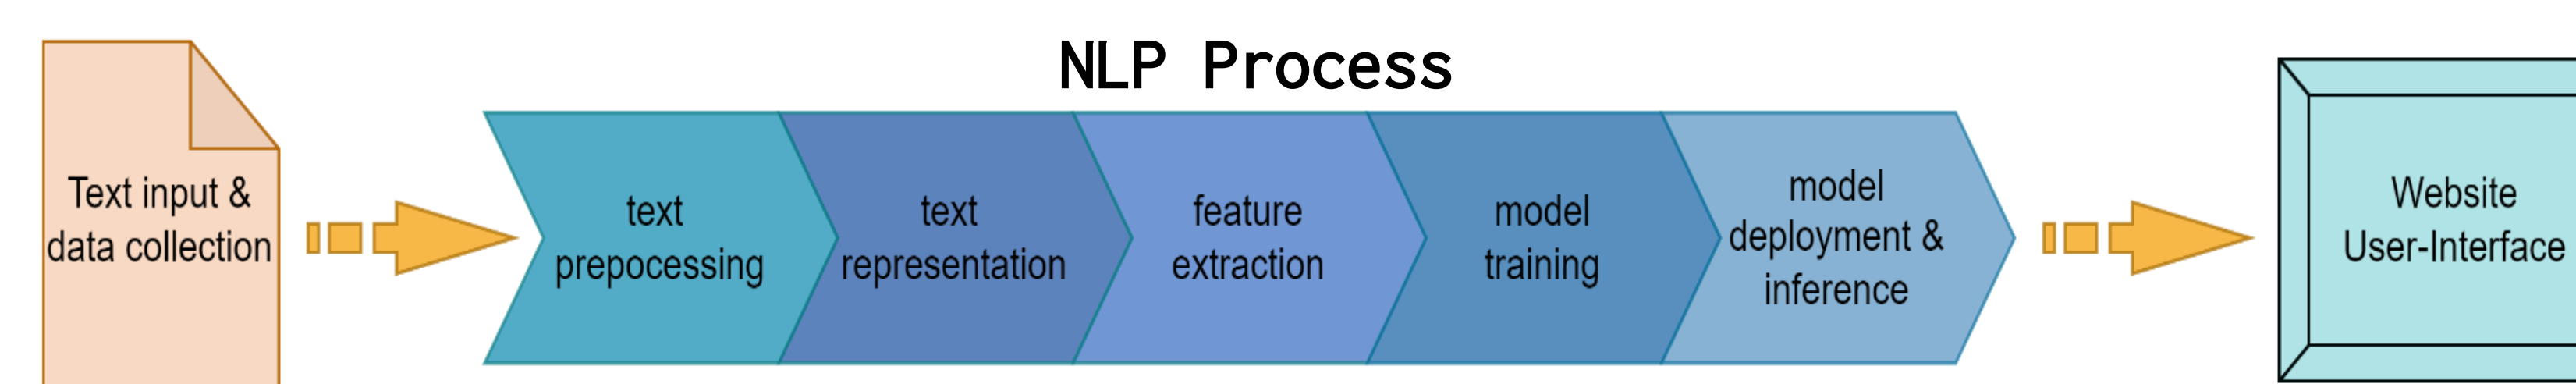 NLP Process
Text input &
data collection
text
prepocessing
text
representation
feature
extraction
model
training
model
deployment &
inference
Website
User-Interface